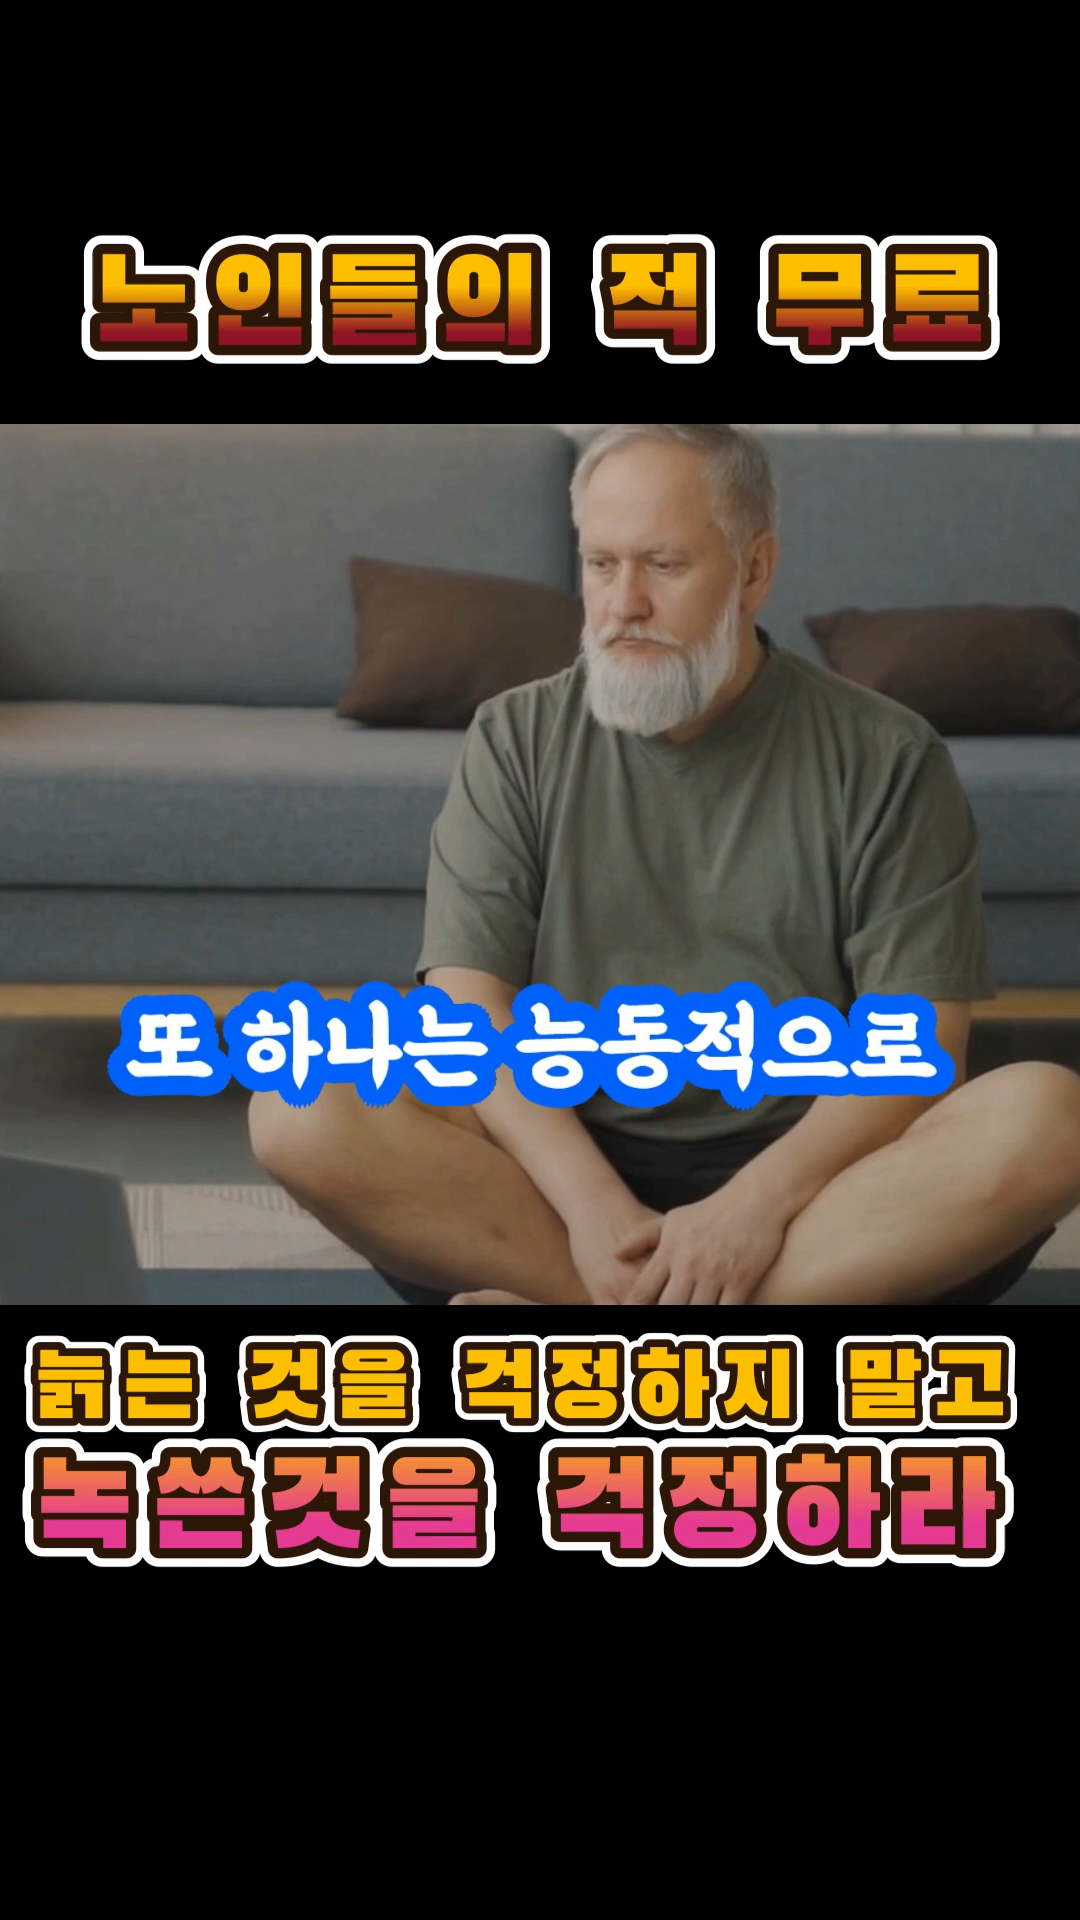 노인들의 적 무료
또 하나는 능동적으로
늙는 것을 걱정하지 말고
녹쓴것을 걱정하라